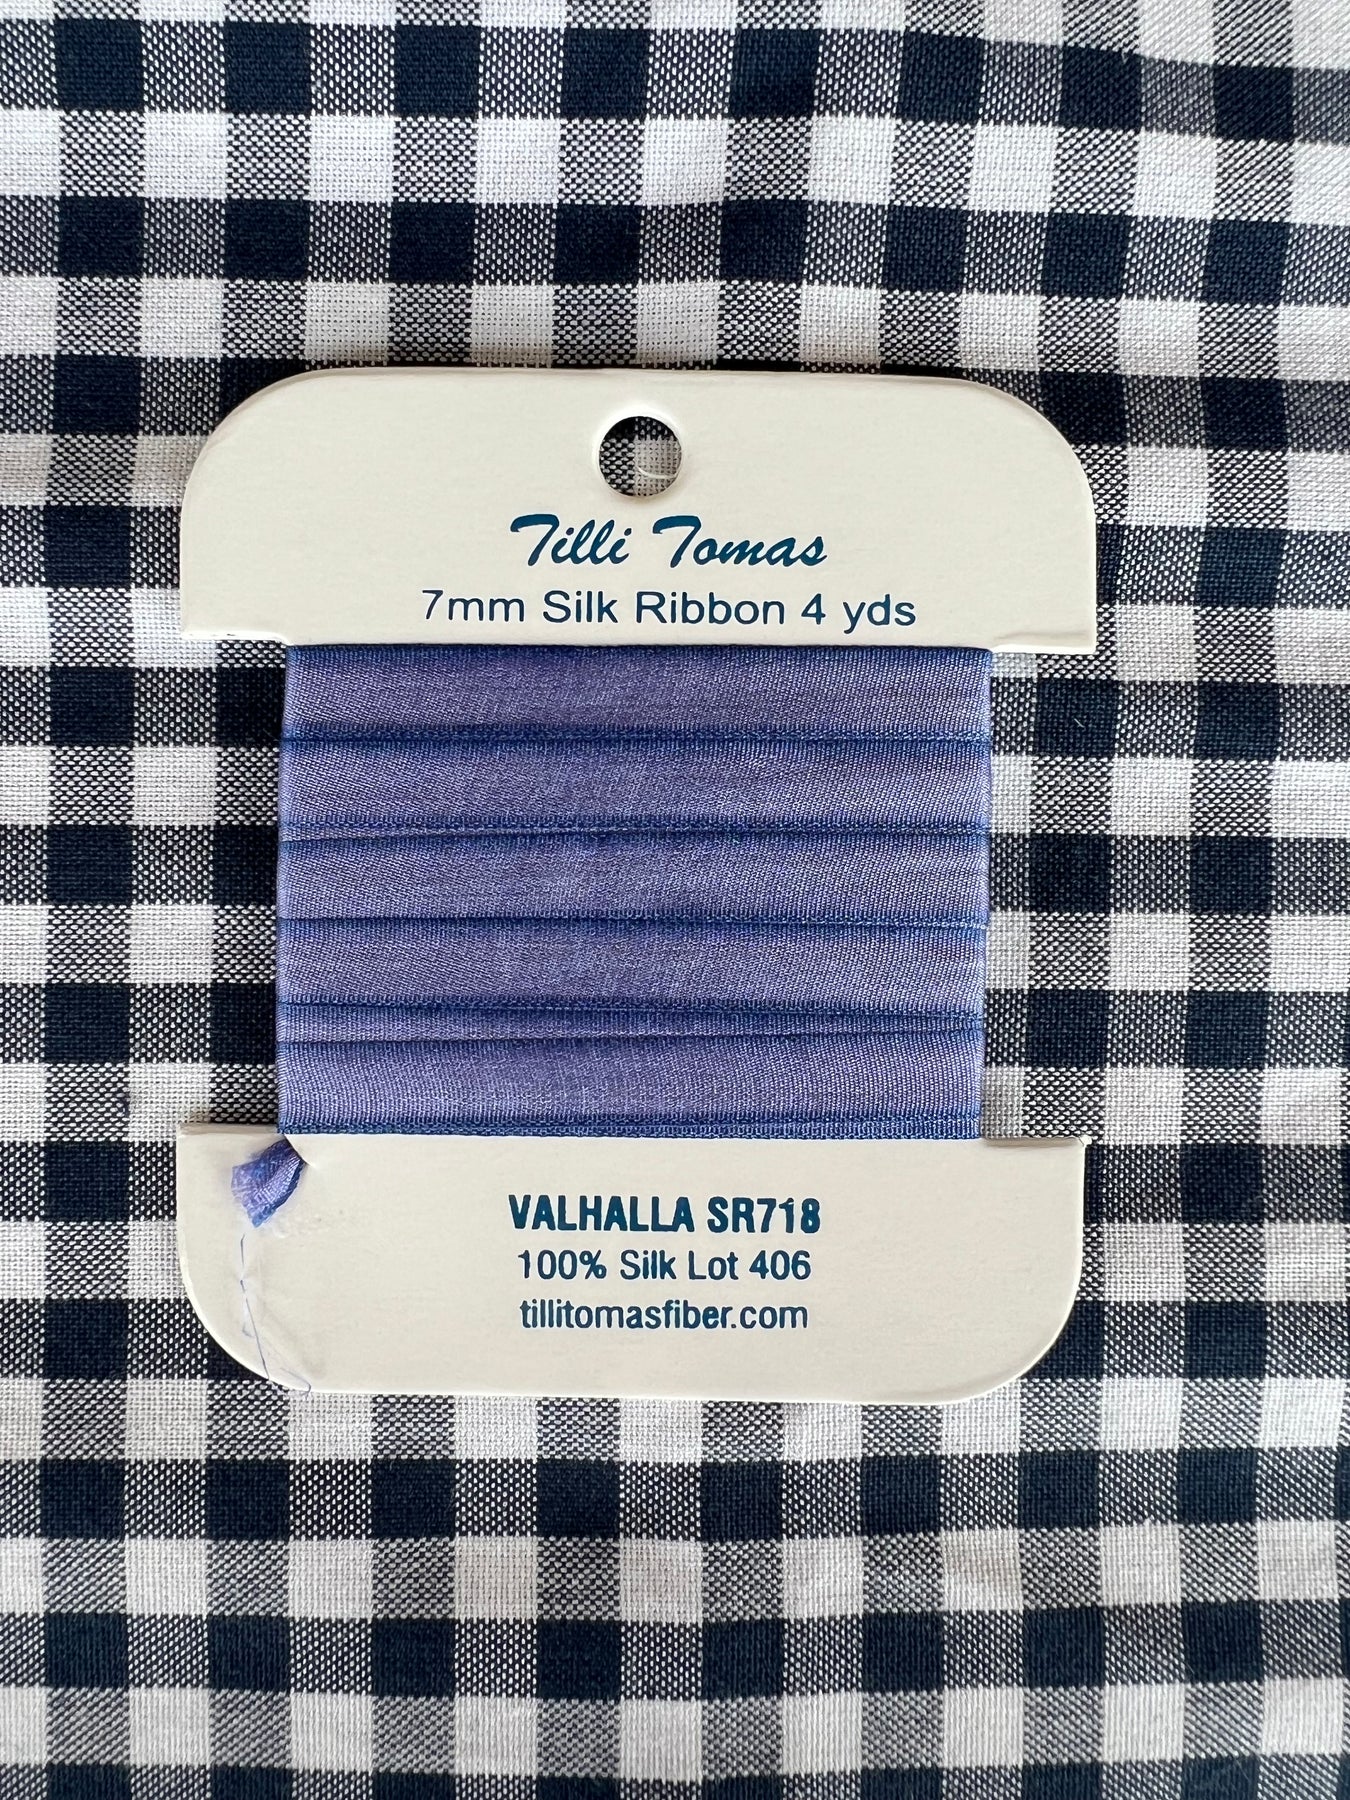 Tilli Tomas
7mm Silk Ribbon 4 yds
VALHALLA SR718
100% Silk Lot 406
tillitomasfiber.com